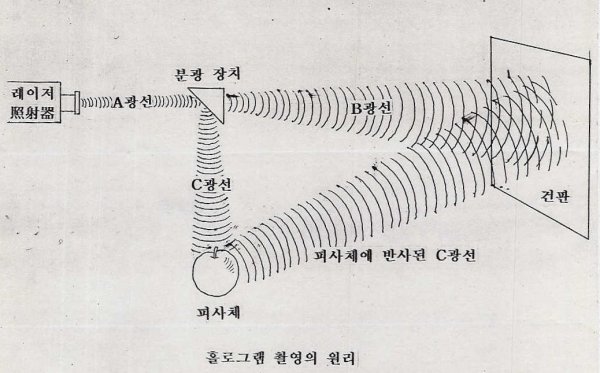 분광 장치
레이저
照射器
A광선
B광선
C광선
건판
피사체에 반사된 C광선
피사체
홀로그램 촬영의 원리